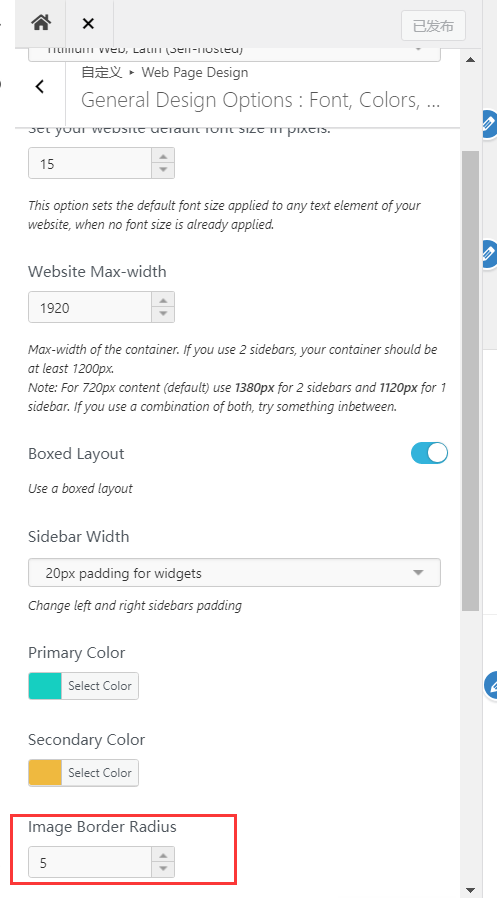 已发布
Titillium Web, Latin (Self-hosted)
自定义 ▸ Web Page Design
General Design Options : Font, Colors, ...
Set your website default font size in pixels.
15
This option sets the default font size applied to any text element of your
website, when no font size is already applied.
Website Max-width
1920
Max-width of the container. If you use 2 sidebars, your container should be
at least 1200px.
Note: For 720px content (default) use 1380px for 2 sidebars and 1120px for 1
sidebar. If you use a combination of both, try something inbetween.
Boxed Layout
Use a boxed layout
Sidebar Width
20px padding for widgets
Change left and right sidebars padding
Primary Color
Select Color
Secondary Color
Select Color
Image Border Radius
5